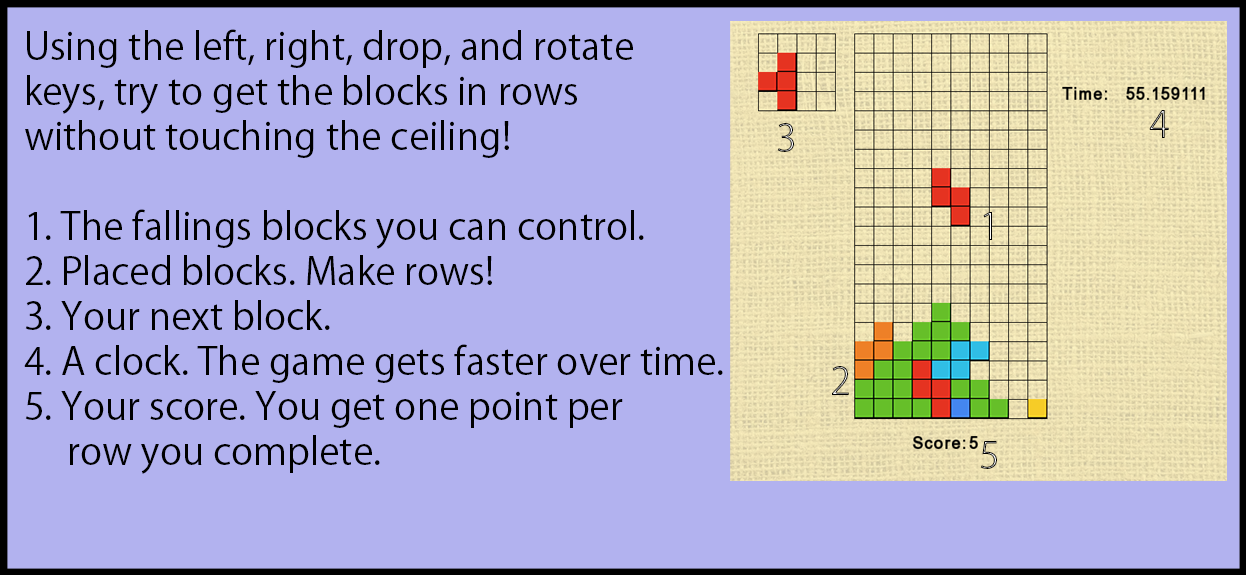 Using the left, right, drop, and rotate
keys, try to get the blocks in rows
without touching the ceiling!
1. The fallings blocks you can control.
2. Placed blocks. Make rows!
3. Your next block.
4. A clock. The game gets faster over time.
5. Your score. You get one point per
row you complete.
3
Time: 55.159111
4
1
2
Score:5
5